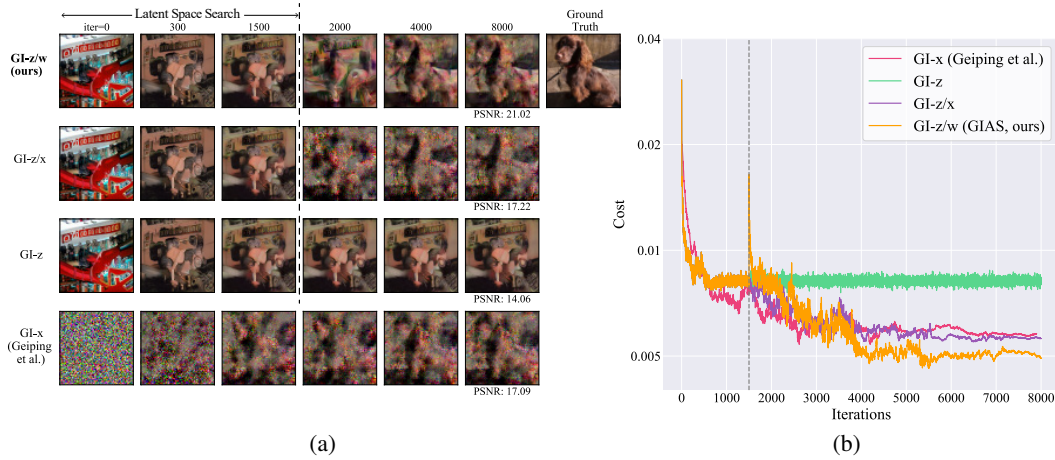 Latent Space Search
iter=0 300 1500 2000 4000 8000 Ground Truth
GI-z/w (ours)
PSNR: 21.02
GI-z/x
PSNR: 17.22
GI-z
PSNR: 14.06
GI-x (Geiping et al.)
PSNR: 17.09
(a)
0.04
0.02
0.01
0.005
Cost
GI-x (Geiping et al.)
GI-z
GI-z/x
GI-z/w (GIAS, ours)
0 1000 2000 3000 4000 5000 6000 7000 8000
Iterations
(b)